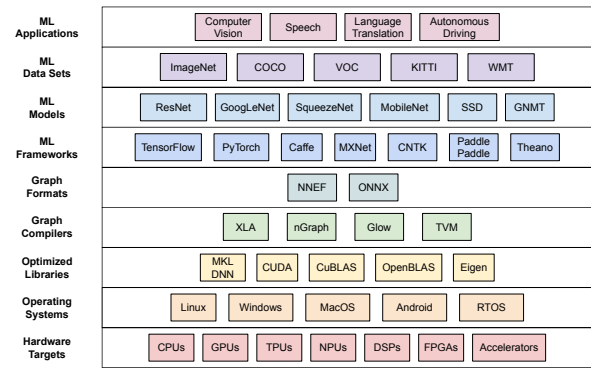 ML
Applications
Computer
Vision
Speech
Language
Translation
Autonomous
Driving
ML
Data Sets
ImageNet
COCO
VOC
KITTI
WMT
ML
Models
ResNet
GoogLeNet
SqueezeNet
MobileNet
SSD
GNMT
ML
Frameworks
TensorFlow
PyTorch
Caffe
MXNet
CNTK
Paddle
Paddle
Theano
Graph
Formats
NNEF
ONNX
Graph
Compilers
XLA
nGraph
Glow
TVM
Optimized
Libraries
MKL
DNN
CUDA
CuBLAS
OpenBLAS
Eigen
Operating
Systems
Linux
Windows
MacOS
Android
RTOS
Hardware
Targets
CPUs
GPUs
TPUs
NPUs
DSPs
FPGAs
Accelerators